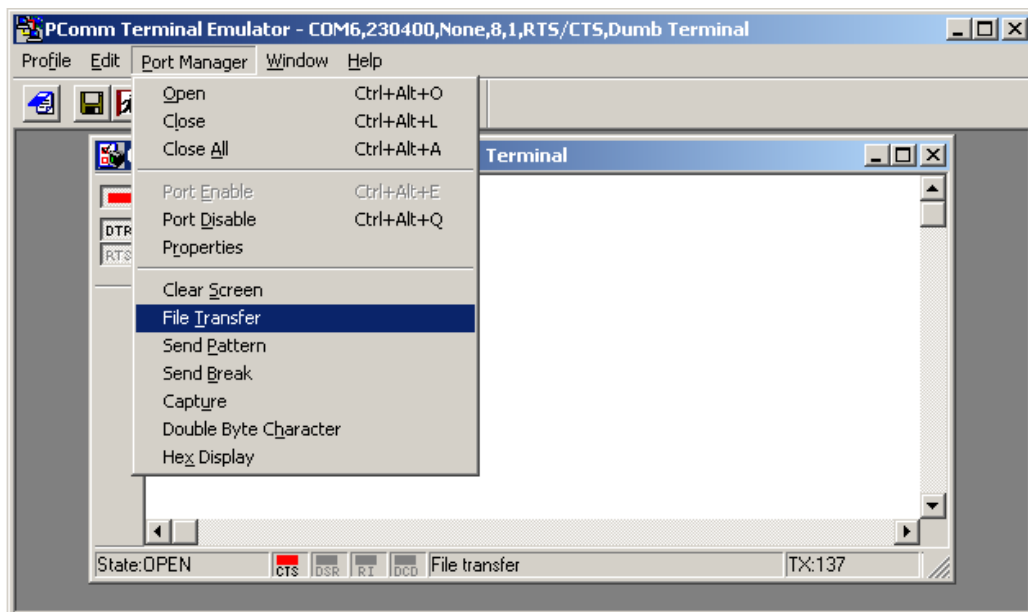 PComm Terminal Emulator - COM6,230400,None,8,1,RTS/CTS,Dumb Terminal
Profile Edit Port Manager Window Help
Open Ctrl+Alt+O
Close Ctrl+Alt+L
Close All Ctrl+Alt+A
Terminal
Port Enable Ctrl+Alt+E
Port Disable Ctrl+Alt+Q
Properties
DTR
RTS
Clear Screen
File Transfer
Send Pattern
Send Break
Capture
Double Byte Character
Hex Display
State:OPEN CTS DSR RI DCD File transfer TX:137